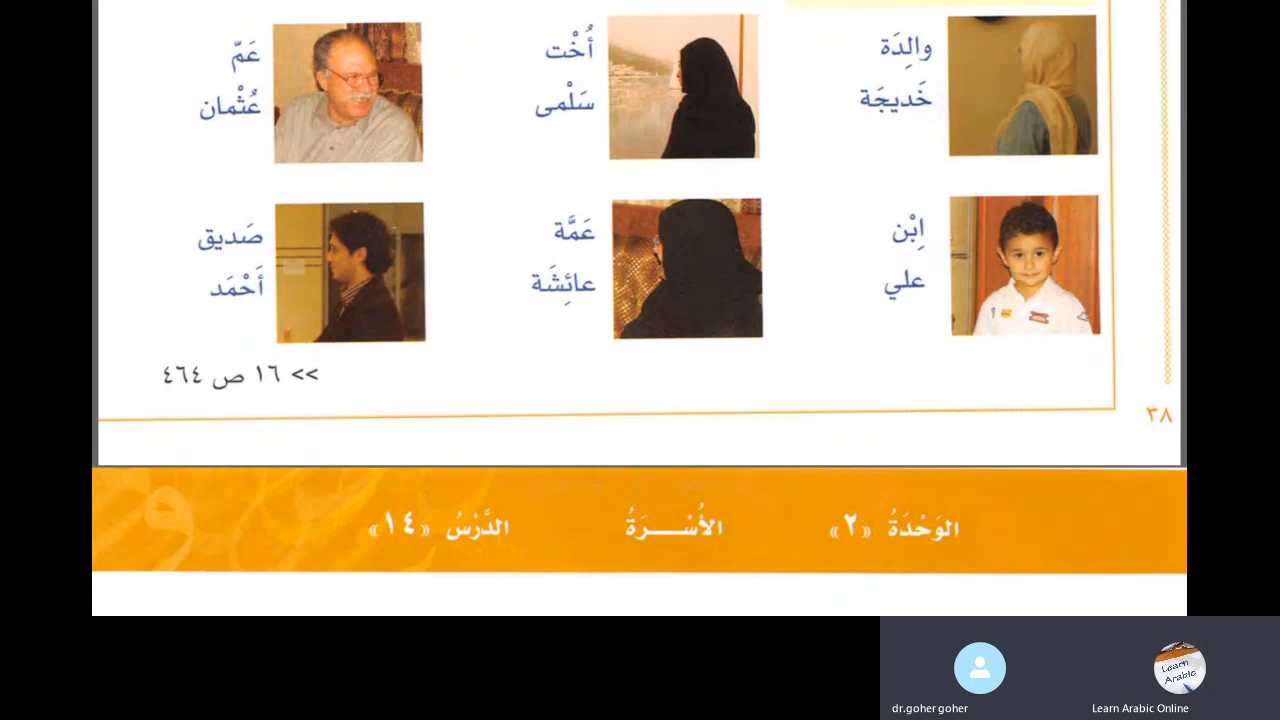 والِدَة
خَديجَة
أُخْت
سَلْمى
عَمّ
عُثْمان
اِبْن
علي
عَمَّة
عائِشَة
صَديق
أَحْمَد
>> ١٦ ص ٤٦٤
٣٨
الوَحْدَةُ «٢» الأُسْـــرَةُ الدَّرْسُ «١٤»
dr.goher goher
Learn Arabic
Learn Arabic Online